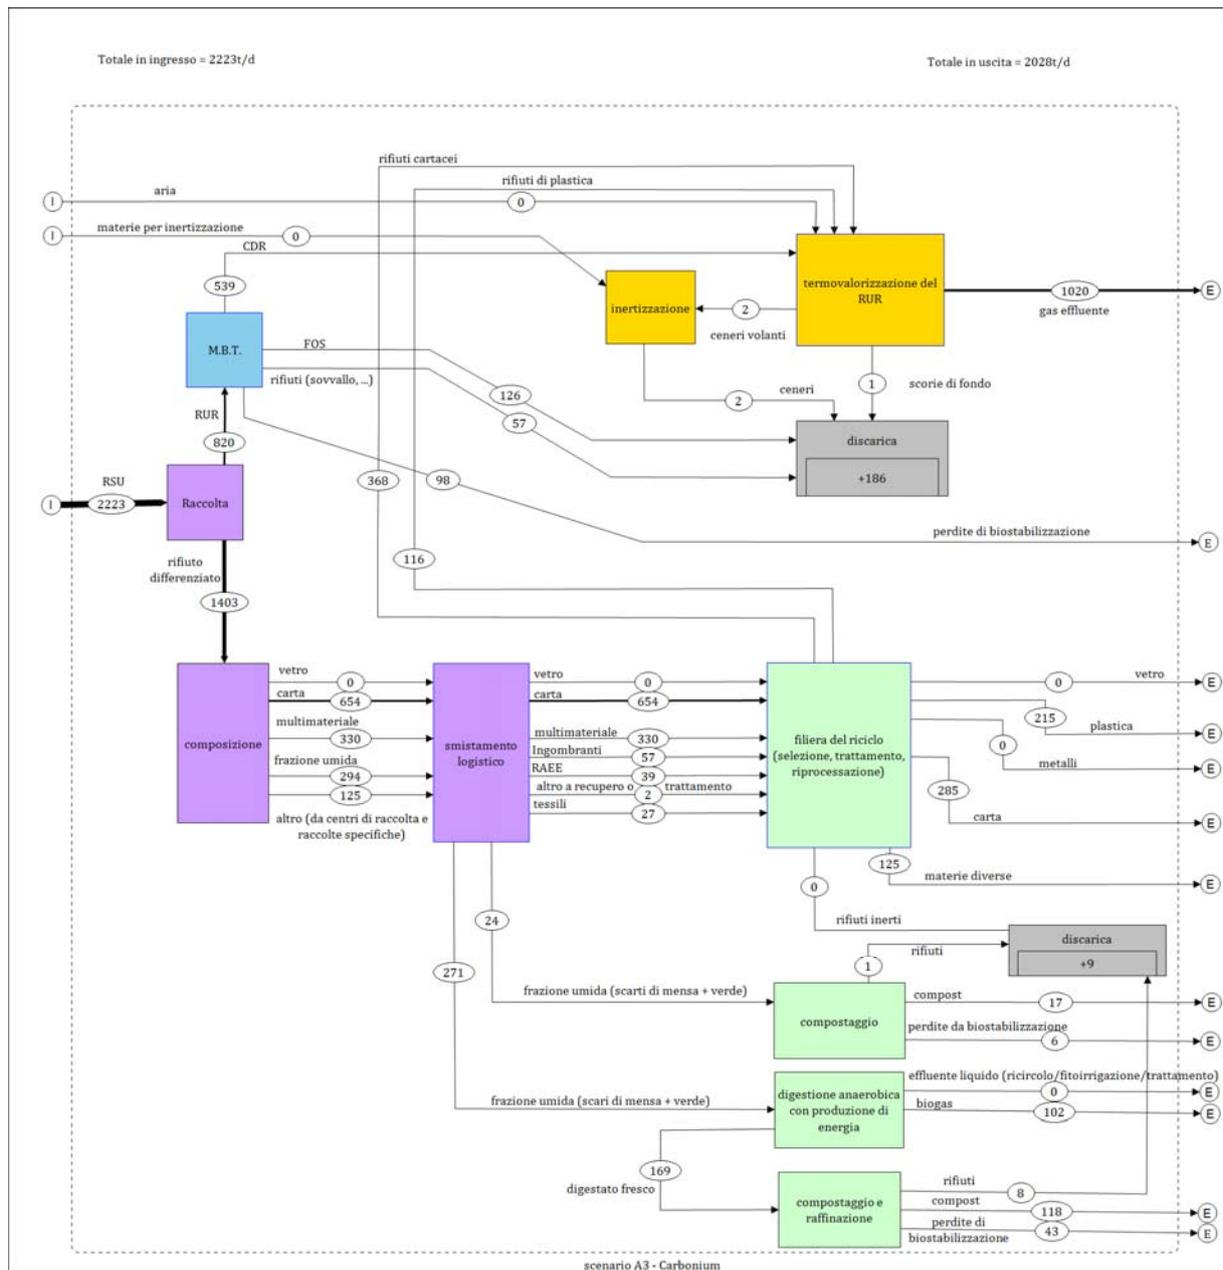 Totale in ingresso = 2223t/d
Totale in uscita = 2028t/d
rifiuti cartacei
rifiuti di plastica
I
aria
0
I
materie per inertizzazione
0
CDR
539
inertizzazione
2
ceneri volanti
termovalorizzazione del
RUR
1020
gas effluente
E
M.B.T.
FOS
rifiuti (sovvallo, ...)
126
57
ceneri
2
1
scorie di fondo
RUR
820
discarica
+186
I
RSU
2223
Raccolta
368
98
perdite di biostabilizzazione
E
116
rifiuto
differenziato
1403
composizione
vetro
0
carta
654
multimateriale
330
frazione umida
294
125
altro (da centri di raccolta e
raccolte specifiche)
smistamento
logistico
vetro
0
carta
654
multimateriale
330
Ingombranti
57
RAEE
39
altro a recupero o trattamento
2
tessili
27
filiera del riciclo
(selezione, trattamento,
riprocessazione)
0
vetro
E
215
plastica
E
0
metalli
E
285
carta
E
125
materie diverse
E
0
rifiuti inerti
24
271
discarica
+9
rifiuti
1
frazione umida (scarti di mensa + verde)
compostaggio
compost
17
E
perdite da biostabilizzazione
6
E
frazione umida (scari di mensa + verde)
digestione anaerobica
con produzione di
energia
effluente liquido (ricircolo/fitoirrigazione/trattamento)
0
E
biogas
102
E
169
digestato fresco
compostaggio e
raffinazione
rifiuti
8
compost
118
E
perdite di
biostabilizzazione
43
E
scenario A3 - Carbonium